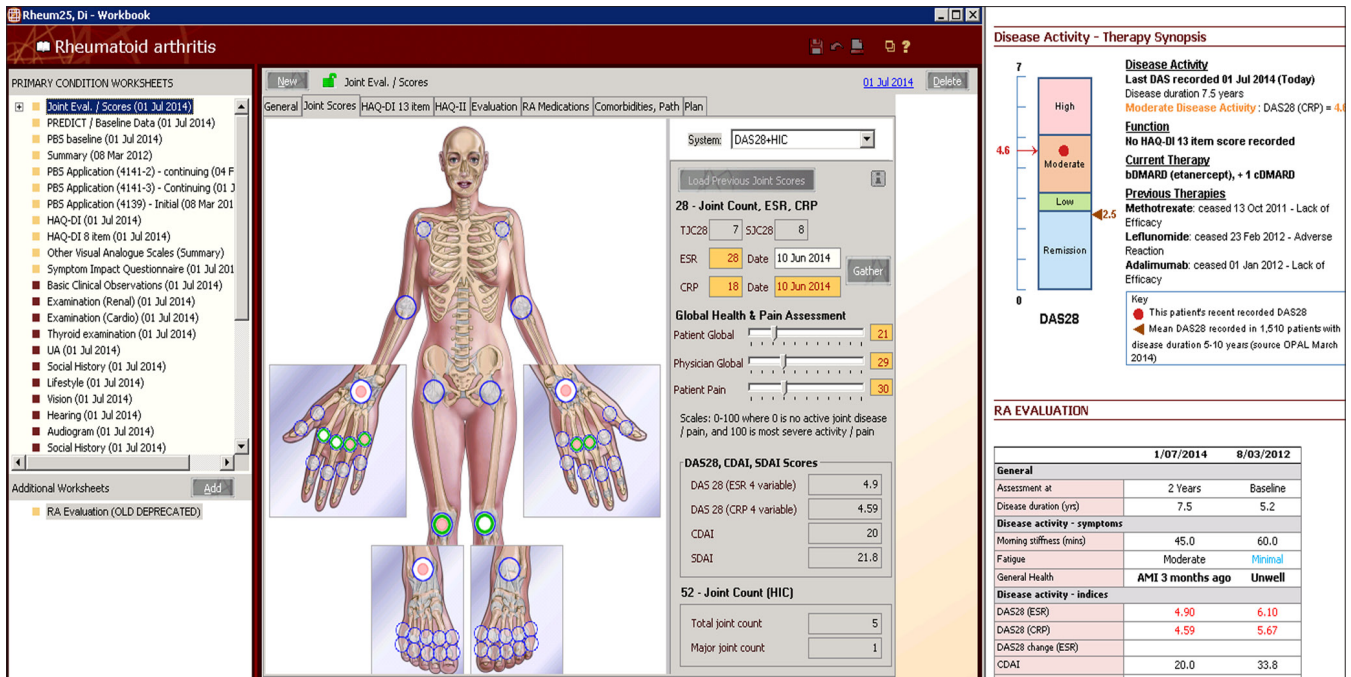 Rheum25, Di - Workbook
Rheumatoid arthritis
PRIMARY CONDITION WORKSHEETS
Joint Eval. / Scores (01 Jul 2014)
PREDICT / Baseline Data (01 Jul 2014)
PBS baseline (01 Jul 2014)
Summary (08 Mar 2012)
PBS Application (4141-2) - continuing (04 F
PBS Application (4141-3) - Continuing (01 J
PBS Application (4139) - Initial (08 Mar 201
HAQ-DI (01 Jul 2014)
HAQ-DI 8 item (01 Jul 2014)
Other Visual Analogue Scales (Summary)
Symptom Impact Questionnaire (01 Jul 201
Basic Clinical Observations (01 Jul 2014)
Examination (Renal) (01 Jul 2014)
Examination (Cardio) (01 Jul 2014)
Thyroid examination (01 Jul 2014)
UA (01 Jul 2014)
Social History (01 Jul 2014)
Lifestyle (01 Jul 2014)
Vision (01 Jul 2014)
Hearing (01 Jul 2014)
Audiogram (01 Jul 2014)
Social History (01 Jul 2014)
Additional Worksheets Add
RA Evaluation (OLD DEPRECATED)
New Joint Eval. / Scores 01 Jul 2014 Delete
General Joint Scores HAQ-DI 13 item HAQ-II Evaluation RA Medications Comorbidities, Path Plan
System: DAS28+HIC
Load Previous Joint Scores
28 - Joint Count, ESR, CRP
TJC28 7 SJC28 8
ESR 28 Date 10 Jun 2014
Gather
CRP 18 Date 10 Jun 2014
Global Health & Pain Assessment
Patient Global 21
Physician Global 29
Patient Pain 30
Scales: 0-100 where 0 is no active joint disease
/ pain, and 100 is most severe activity / pain
DAS28, CDAI, SDAI Scores
DAS 28 (ESR 4 variable) 4.9
DAS 28 (CRP 4 variable) 4.59
CDAI 20
SDAI 21.8
52 - Joint Count (HIC)
Total joint count 5
Major joint count 1
Disease Activity - Therapy Synopsis
7
High
4.6
Moderate
Low
2.5
Remission
0
DAS28
Disease Activity
Last DAS recorded 01 Jul 2014 (Today)
Disease duration 7.5 years
Moderate Disease Activity : DAS28 (CRP) = 4.6
Function
No HAQ-DI 13 item score recorded
Current Therapy
bDMARD (etanercept), + 1 cDMARD
Previous Therapies
Methotrexate: ceased 13 Oct 2011 - Lack of
Efficacy
Leflunomide: ceased 23 Feb 2012 - Adverse
Reaction
Adalimumab: ceased 01 Jan 2012 - Lack of
Efficacy
Key
This patient's recent recorded DAS28
Mean DAS28 recorded in 1,510 patients with
disease duration 5-10 years (source OPAL March
2014)
RA EVALUATION
1/07/2014 8/03/2012
General
Assessment at 2 Years Baseline
Disease duration (yrs) 7.5 5.2
Disease activity - symptoms
Morning stiffness (mins) 45.0 60.0
Fatigue Moderate Minimal
General Health AMI 3 months ago Unwell
Disease activity - indices
DAS28 (ESR) 4.90 6.10
DAS28 (CRP) 4.59 5.67
DAS28 change (ESR)
CDAI 20.0 33.8